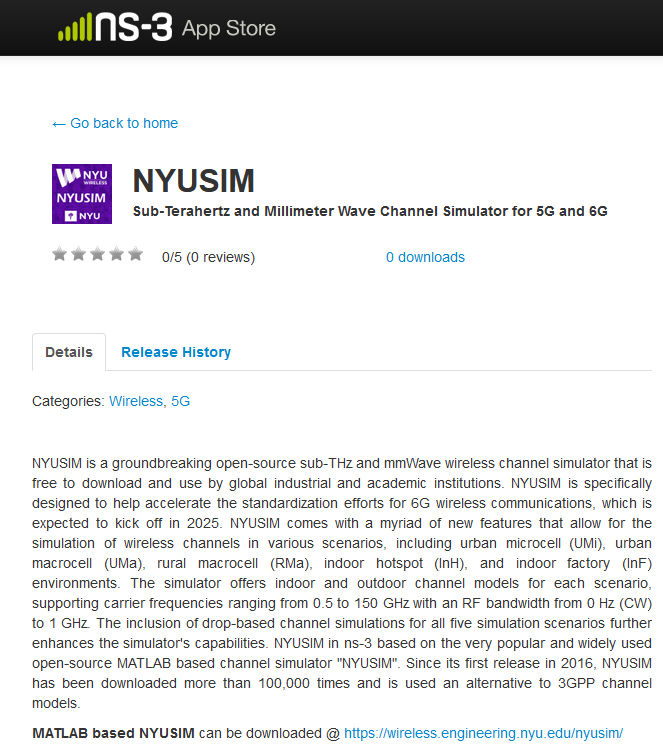 ns-3 App Store
← Go back to home
NYU
WIRELESS
NYUSIM
NYU
NYUSIM
Sub-Terahertz and Millimeter Wave Channel Simulator for 5G and 6G
0/5 (0 reviews) 0 downloads
Details Release History
Categories: Wireless, 5G
NYUSIM is a groundbreaking open-source sub-THz and mmWave wireless channel simulator that is
free to download and use by global industrial and academic institutions. NYUSIM is specifically
designed to help accelerate the standardization efforts for 6G wireless communications, which is
expected to kick off in 2025. NYUSIM comes with a myriad of new features that allow for the
simulation of wireless channels in various scenarios, including urban microcell (UMi), urban
macrocell (UMa), rural macrocell (RMa), indoor hotspot (InH), and indoor factory (InF)
environments. The simulator offers indoor and outdoor channel models for each scenario,
supporting carrier frequencies ranging from 0.5 to 150 GHz with an RF bandwidth from 0 Hz (CW)
to 1 GHz. The inclusion of drop-based channel simulations for all five simulation scenarios further
enhances the simulator's capabilities. NYUSIM in ns-3 based on the very popular and widely used
open-source MATLAB based channel simulator "NYUSIM". Since its first release in 2016, NYUSIM
has been downloaded more than 100,000 times and is used an alternative to 3GPP channel
models.
MATLAB based NYUSIM can be downloaded @ https://wireless.engineering.nyu.edu/nyusim/